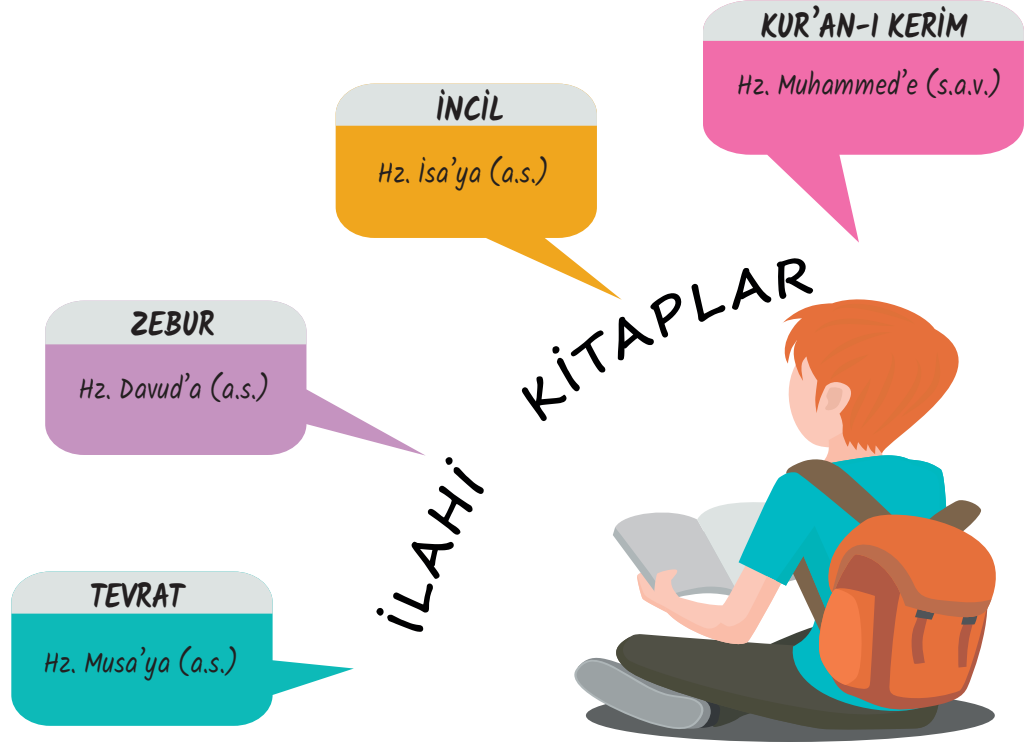 KUR’AN-I KERİM
Hz. Muhammed’e (s.a.v.)
İNCİL
Hz. İsa’ya (a.s.)
ZEBUR
Hz. Davud’a (a.s.)
TEVRAT
Hz. Musa’ya (a.s.)
İLAHİ KİTAPLAR